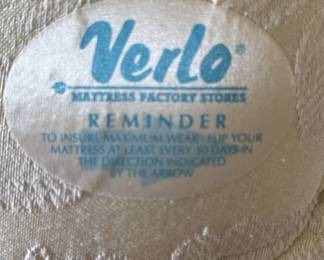 Verlo®
MATTRESS FACTORY STORES
REMINDER
TO INSURE MAXIMUM WEAR-FLIP YOUR
MATTRESS AT LEAST EVERY 30 DAYS IN
THE DIRECTION INDICATED
BY THE ARROW